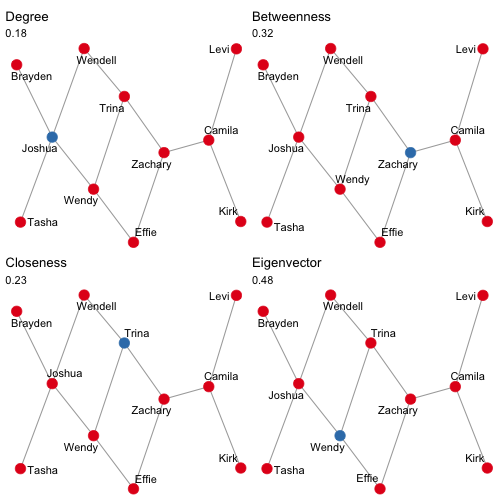 Degree
0.18
Levi
Wendell
Brayden
Trina
Camila
Joshua
Zachary
Wendy
Kirk
Tasha
Effie
Betweenness
0.32
Levi
Wendell
Brayden
Trina
Camila
Joshua
Zachary
Wendy
Kirk
Tasha
Effie
Closeness
0.23
Levi
Wendell
Brayden
Trina
Joshua
Camila
Zachary
Wendy
Kirk
Tasha
Effie
Eigenvector
0.48
Levi
Wendell
Brayden
Trina
Camila
Joshua
Zachary
Wendy
Kirk
Tasha
Effie